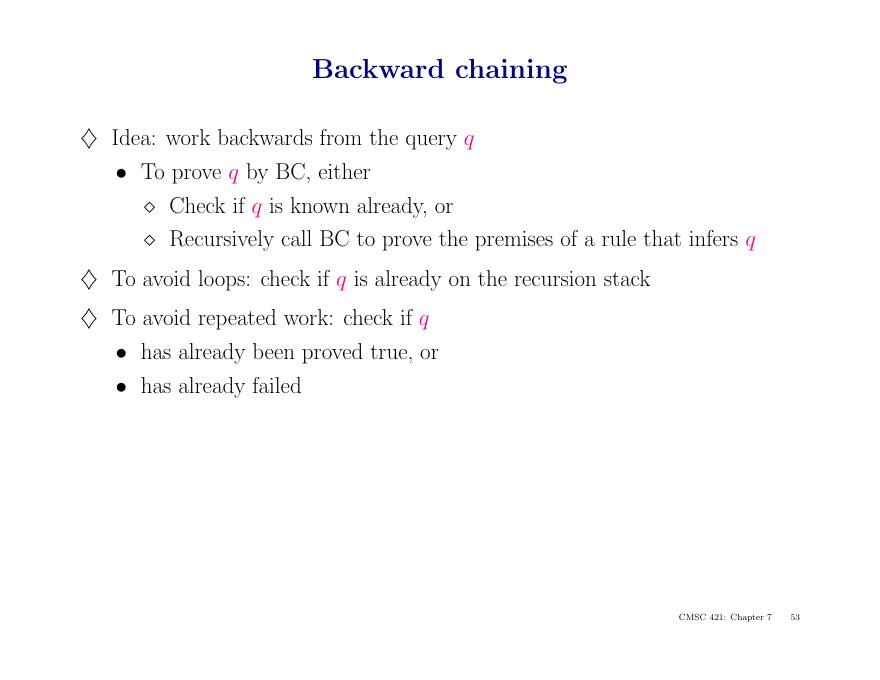 Backward chaining
♢ Idea: work backwards from the query q
• To prove q by BC, either
⋄ Check if q is known already, or
⋄ Recursively call BC to prove the premises of a rule that infers q
♢ To avoid loops: check if q is already on the recursion stack
♢ To avoid repeated work: check if q
• has already been proved true, or
• has already failed
CMSC 421: Chapter 7 53